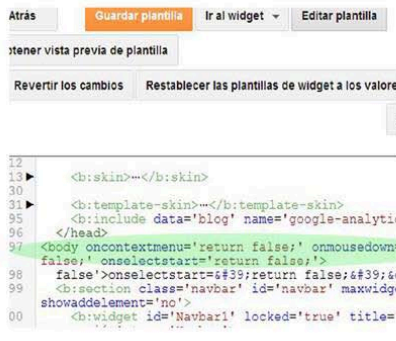 Atrás Guardar plantilla Ir al widget Editar plantilla
tener vista previa de plantilla
Revertir los cambios Restablecer las plantillas de widget a los valore
12
13 <b:skin>...</b:skin>
30
31 <b:template-skin>...</b:template-skin>
95 <b:include data='blog' name='google-analytic
96 </head>
97 <body oncontextmenu='return false;' onmousedown
false;' onselectstart='return false;'>
98 false'>onselectstart=&#39;return false;&#39;&
99 <b:section class='navbar' id='navbar' maxwidge
showaddelement='no'>
00 <b:widget id='Navbar1' locked='true' title=